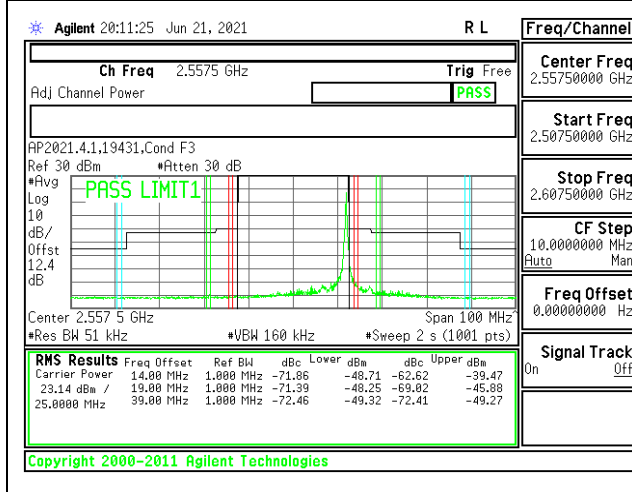 Agilent 20:11:25 Jun 21, 2021 R L
Freq/Channel
Ch Freq 2.5575 GHz Trig Free
Adj Channel Power PASS
AP2021.4.1,19431,Cond F3
Ref 30 dBm #Atten 30 dB
#Avg
Log
10
dB/
Offst
12.4
dB
PASS LIMIT1
Center 2.557 5 GHz Span 100 MHz
#Res BW 51 kHz #VBW 160 kHz #Sweep 2 s (1001 pts)
RMS Results Freq Offset Ref BW dBc Lower dBm dBc Upper dBm
Carrier Power 14.00 MHz 1.000 MHz -71.86 -48.71 -62.62 -39.47
23.14 dBm / 19.00 MHz 1.000 MHz -71.39 -48.25 -69.02 -45.88
25.0000 MHz 39.00 MHz 1.000 MHz -72.46 -49.32 -72.41 -49.27
Copyright 2000-2011 Agilent Technologies
Center Freq
2.55750000 GHz
Start Freq
2.50750000 GHz
Stop Freq
2.60750000 GHz
CF Step
10.0000000 MHz
Auto Man
Freq Offset
0.00000000 Hz
Signal Track
On Off